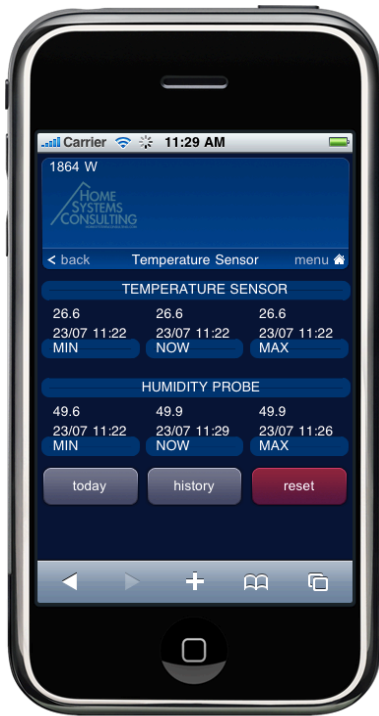 Carrier 11:29 AM
1864 W
HOME
SYSTEMS
CONSULTING
< back Temperature Sensor menu
TEMPERATURE SENSOR
26.6 26.6 26.6
23/07 11:22 23/07 11:22 23/07 11:22
MIN NOW MAX
HUMIDITY PROBE
49.6 49.9 49.9
23/07 11:22 23/07 11:29 23/07 11:26
MIN NOW MAX
today history reset